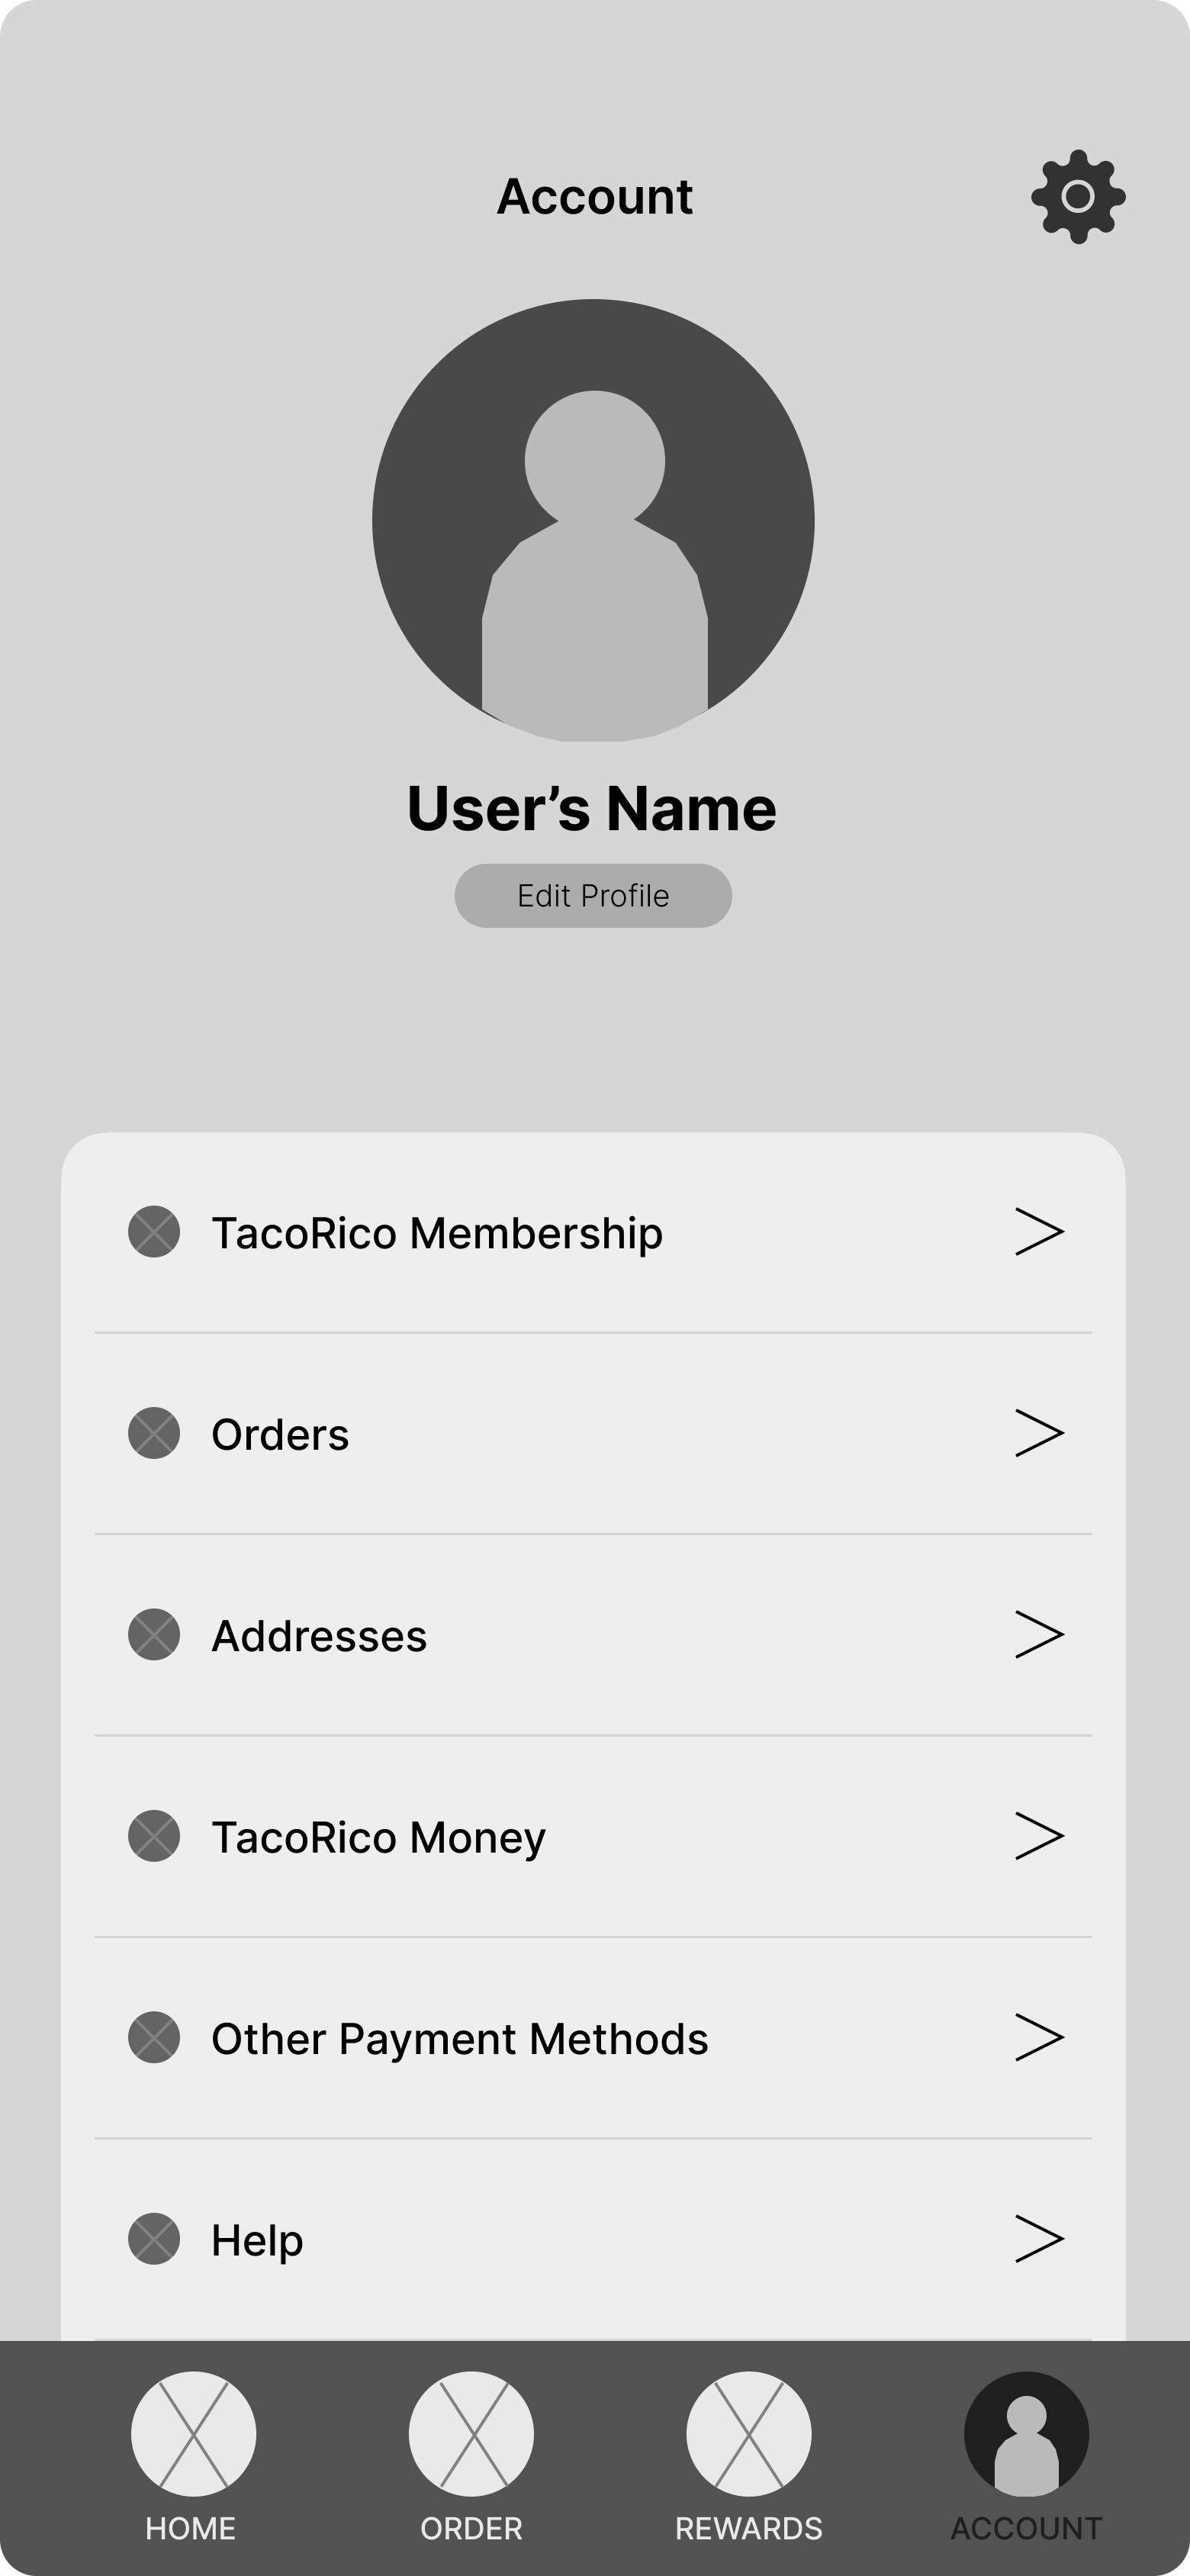 Account
User’s Name
Edit Profile
TacoRico Membership
Orders
Addresses
TacoRico Money
Other Payment Methods
Help
HOME
ORDER
REWARDS
ACCOUNT